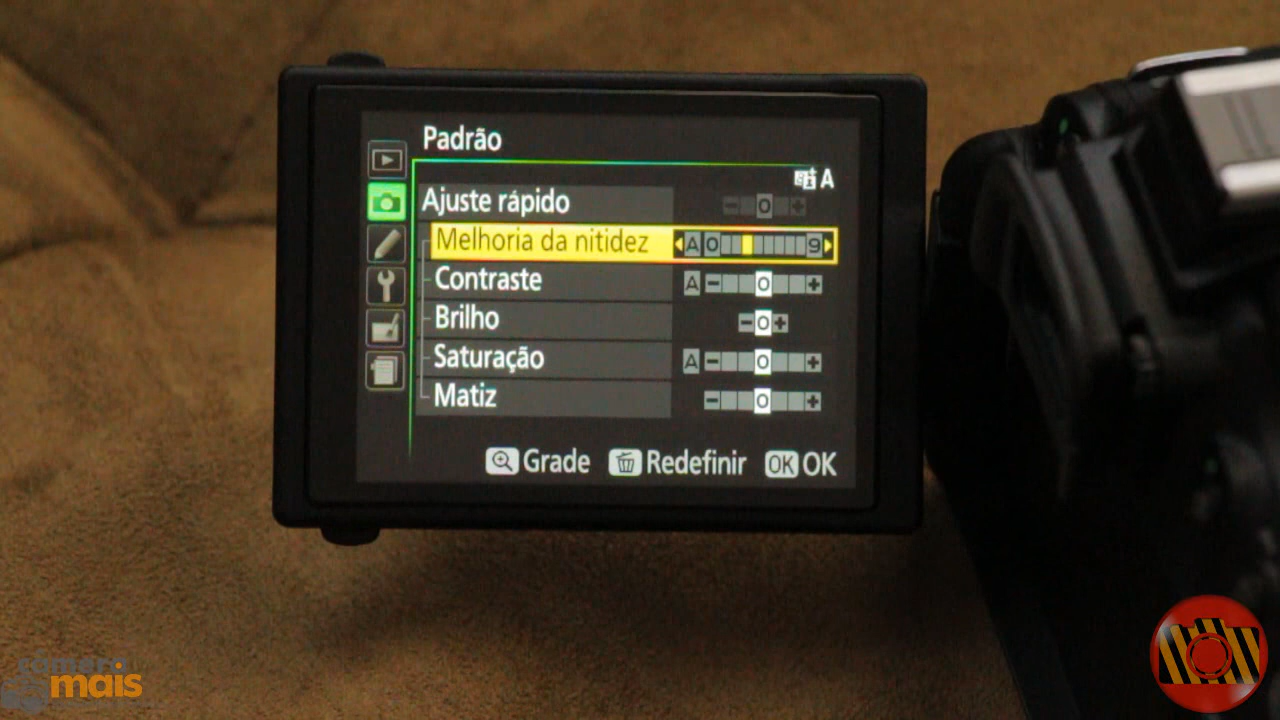 Padrão
A
Ajuste rápido - 0 +
Melhoria da nitidez A 0 9
Contraste A - 0 +
Brilho - 0 +
Saturação A - 0 +
Matiz - 0 +
Grade Redefinir OK OK
câmera
mais